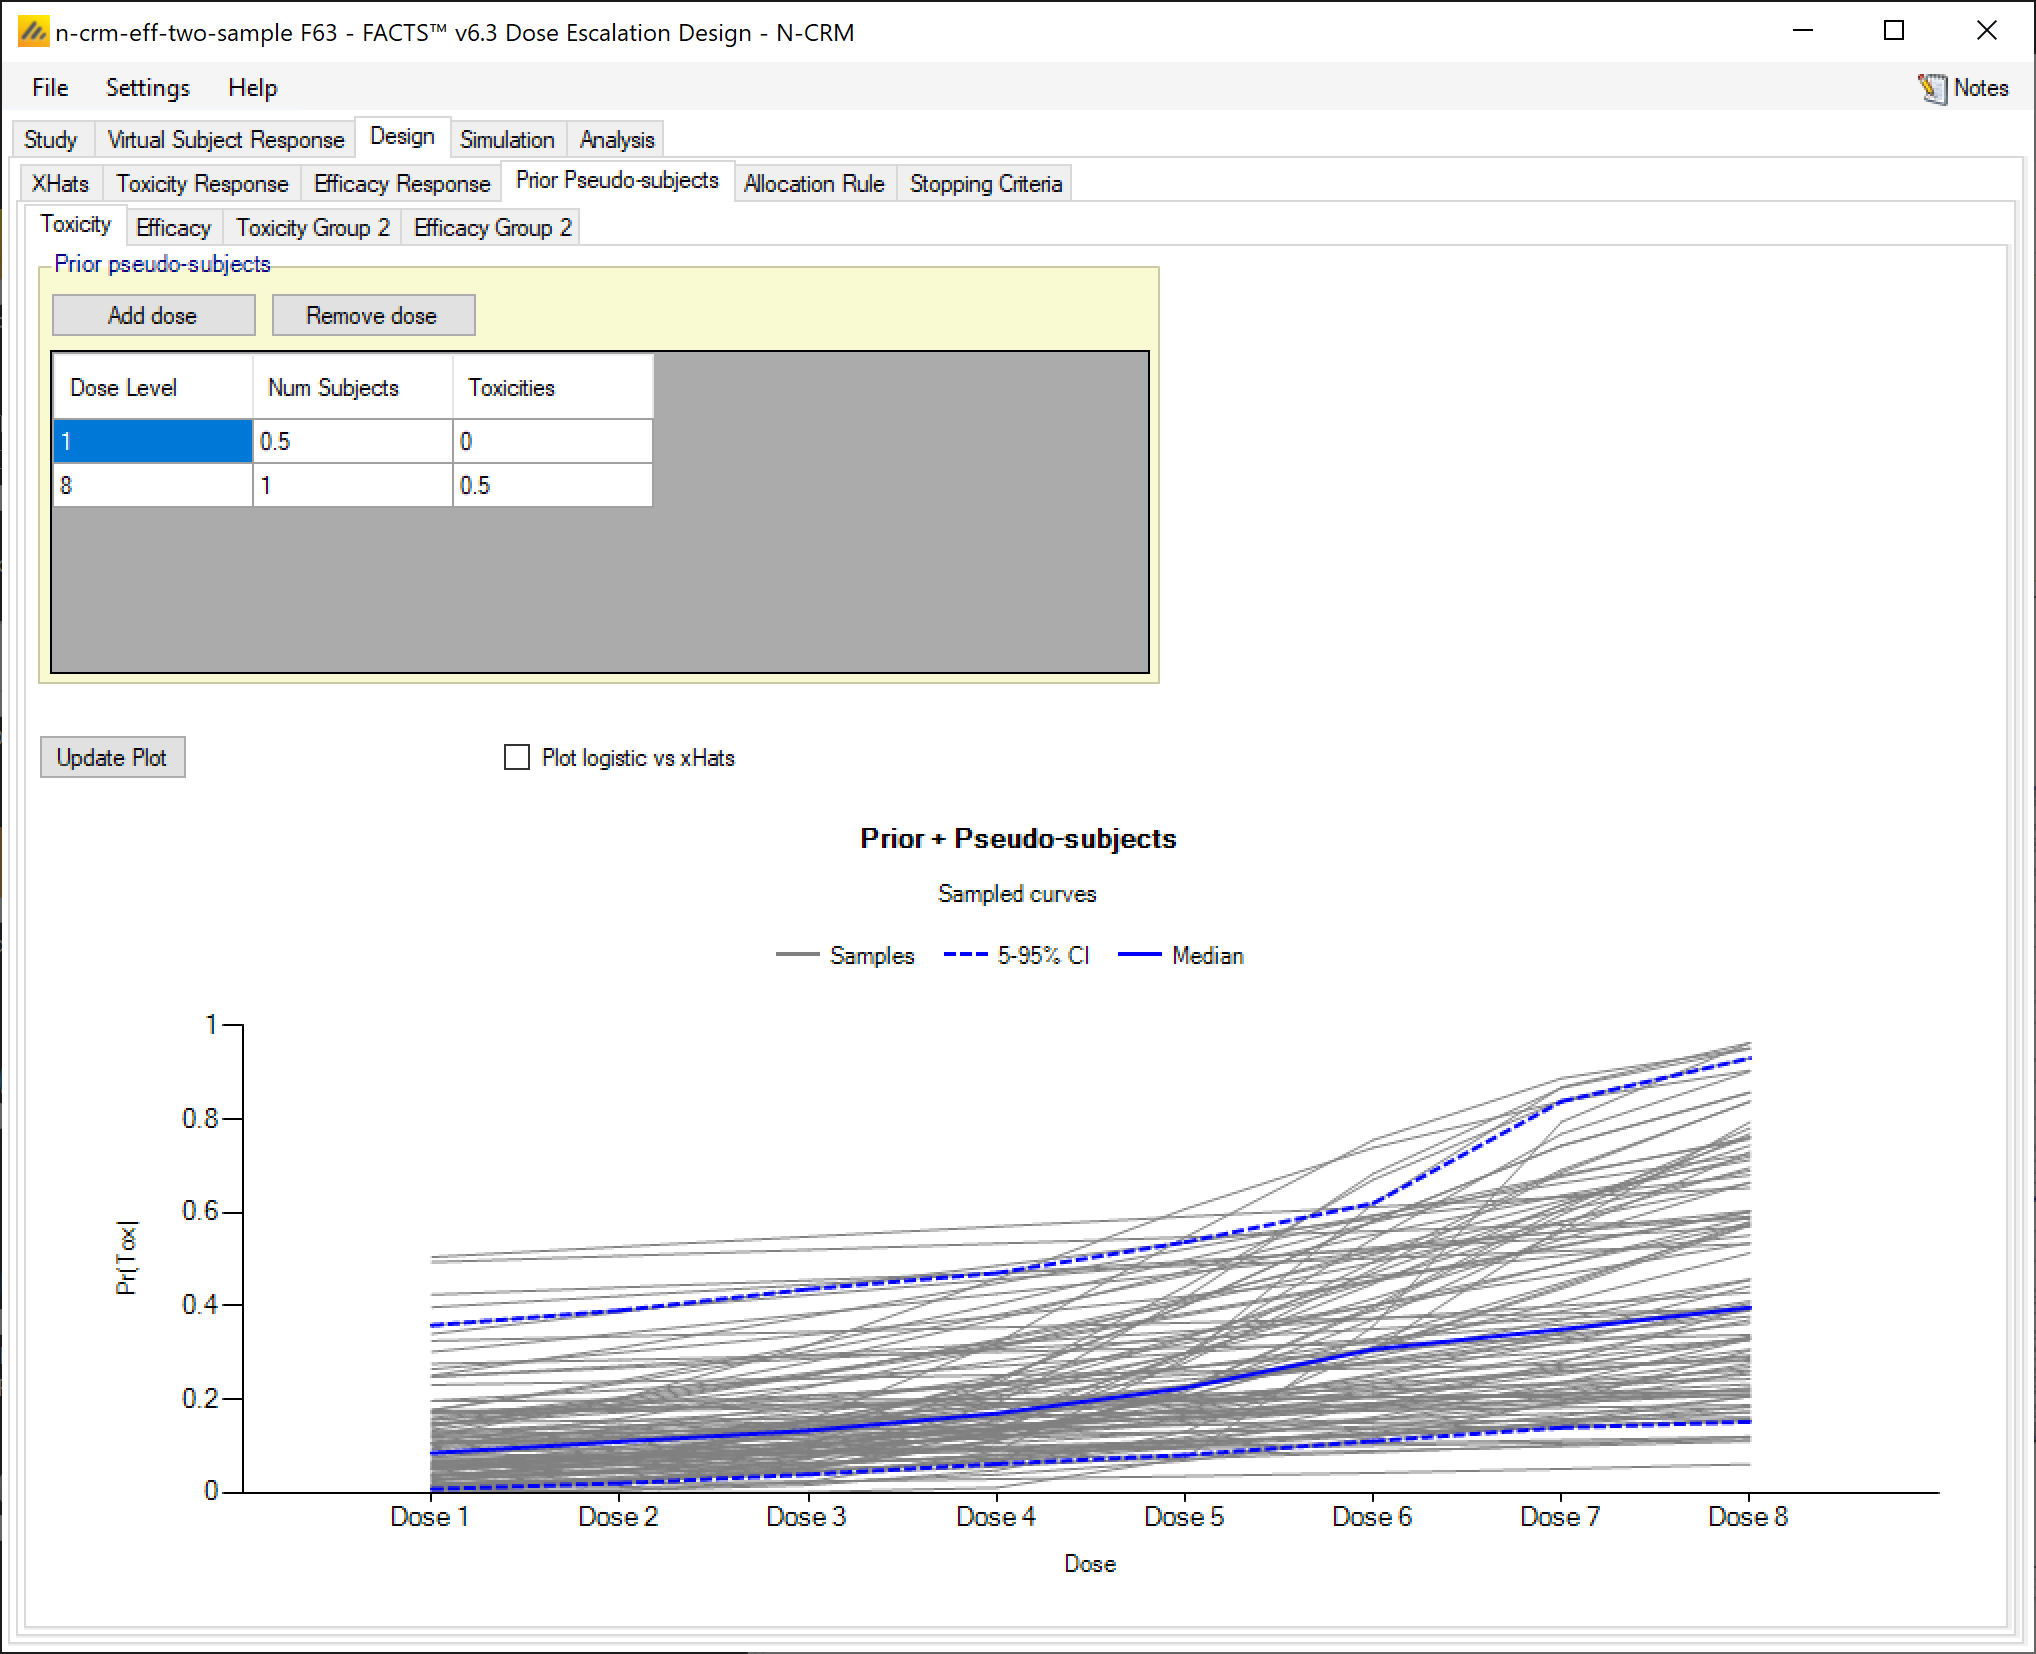 n-crm-eff-two-sample F63 - FACTS™ v6.3 Dose Escalation Design - N-CRM
File Settings Help Notes
Study Virtual Subject Response Design Simulation Analysis
XHats Toxicity Response Efficacy Response Prior Pseudo-subjects Allocation Rule Stopping Criteria
Toxicity Efficacy Toxicity Group 2 Efficacy Group 2
Prior pseudo-subjects
Add dose Remove dose
Dose Level Num Subjects Toxicities
1 0.5 0
8 1 0.5
Update Plot Plot logistic vs xHats
Prior + Pseudo-subjects
Sampled curves
Samples 5-95% CI Median
1
0.8
0.6
0.4
0.2
0
Pr(Tox)
Dose 1 Dose 2 Dose 3 Dose 4 Dose 5 Dose 6 Dose 7 Dose 8
Dose